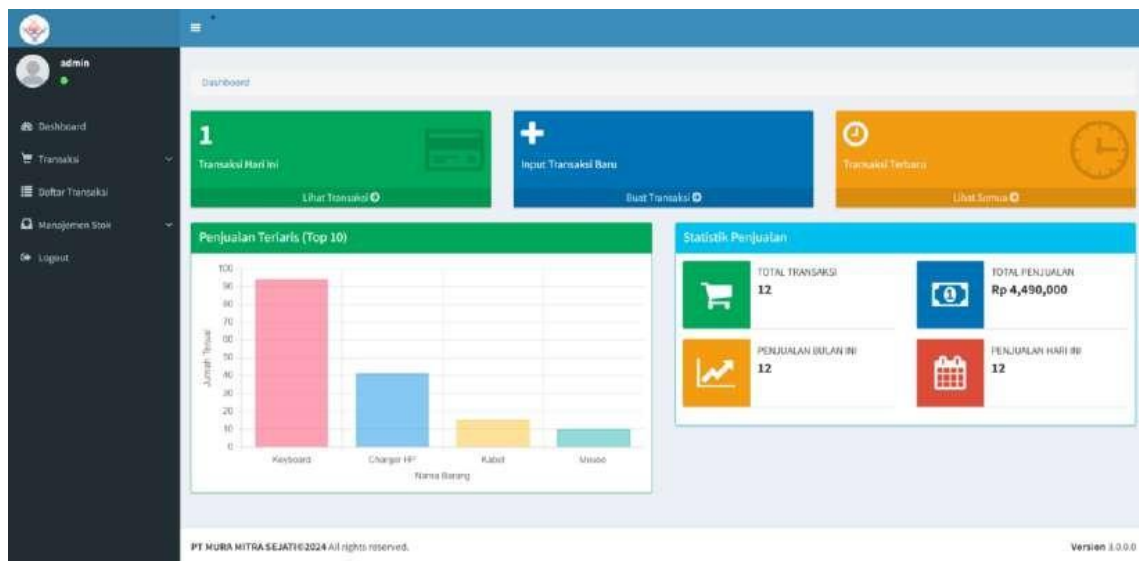 admin
Dashboard
Dashboard
Transaksi
Daftar Transaksi
Manajemen Stok
Logout
1
Transaksi Hari Ini
Lihat Transaksi
Input Transaksi Baru
Buat Transaksi
Transaksi Terbaru
Lihat Semua
Penjualan Terlaris (Top 10)
100
90
80
70
60
50
40
30
20
10
0
Jumlah Terjual
Keyboard
Charger HP
Kabel
Mouse
Nama Barang
Statistik Penjualan
TOTAL TRANSAKSI
12
TOTAL PENJUALAN
Rp 4,490,000
PENJUALAN BULAN INI
12
PENJUALAN HARI INI
12
PT MURA MITRA SEJATI©2024 All rights reserved.
Version 3.0.0.0